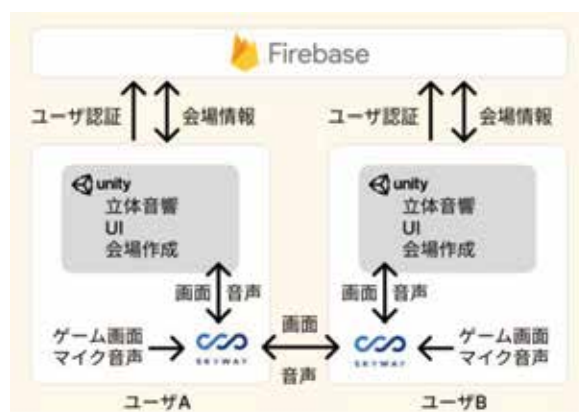 Firebase
ユーザ認証 会場情報 ユーザ認証 会場情報
unity unity
立体音響 立体音響
UI UI
会場作成 会場作成
画面 音声 画面 音声
ゲーム画面 画面 ゲーム画面
マイク音声 SKYWAY 音声 SKYWAY マイク音声
ユーザA ユーザB